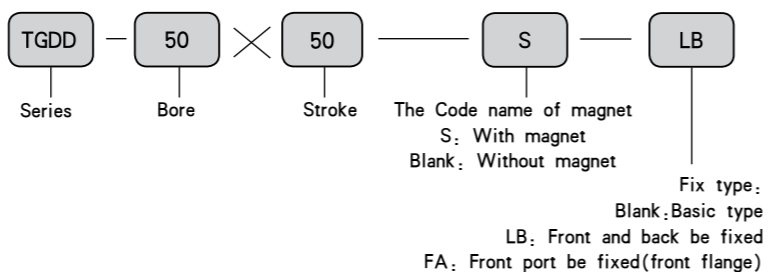 TGDD — 50 × 50 — S — LB
Series Bore Stroke The Code name of magnet
S: With magnet
Blank: Without magnet
Fix type:
Blank:Basic type
LB: Front and back be fixed
FA: Front port be fixed(front flange)